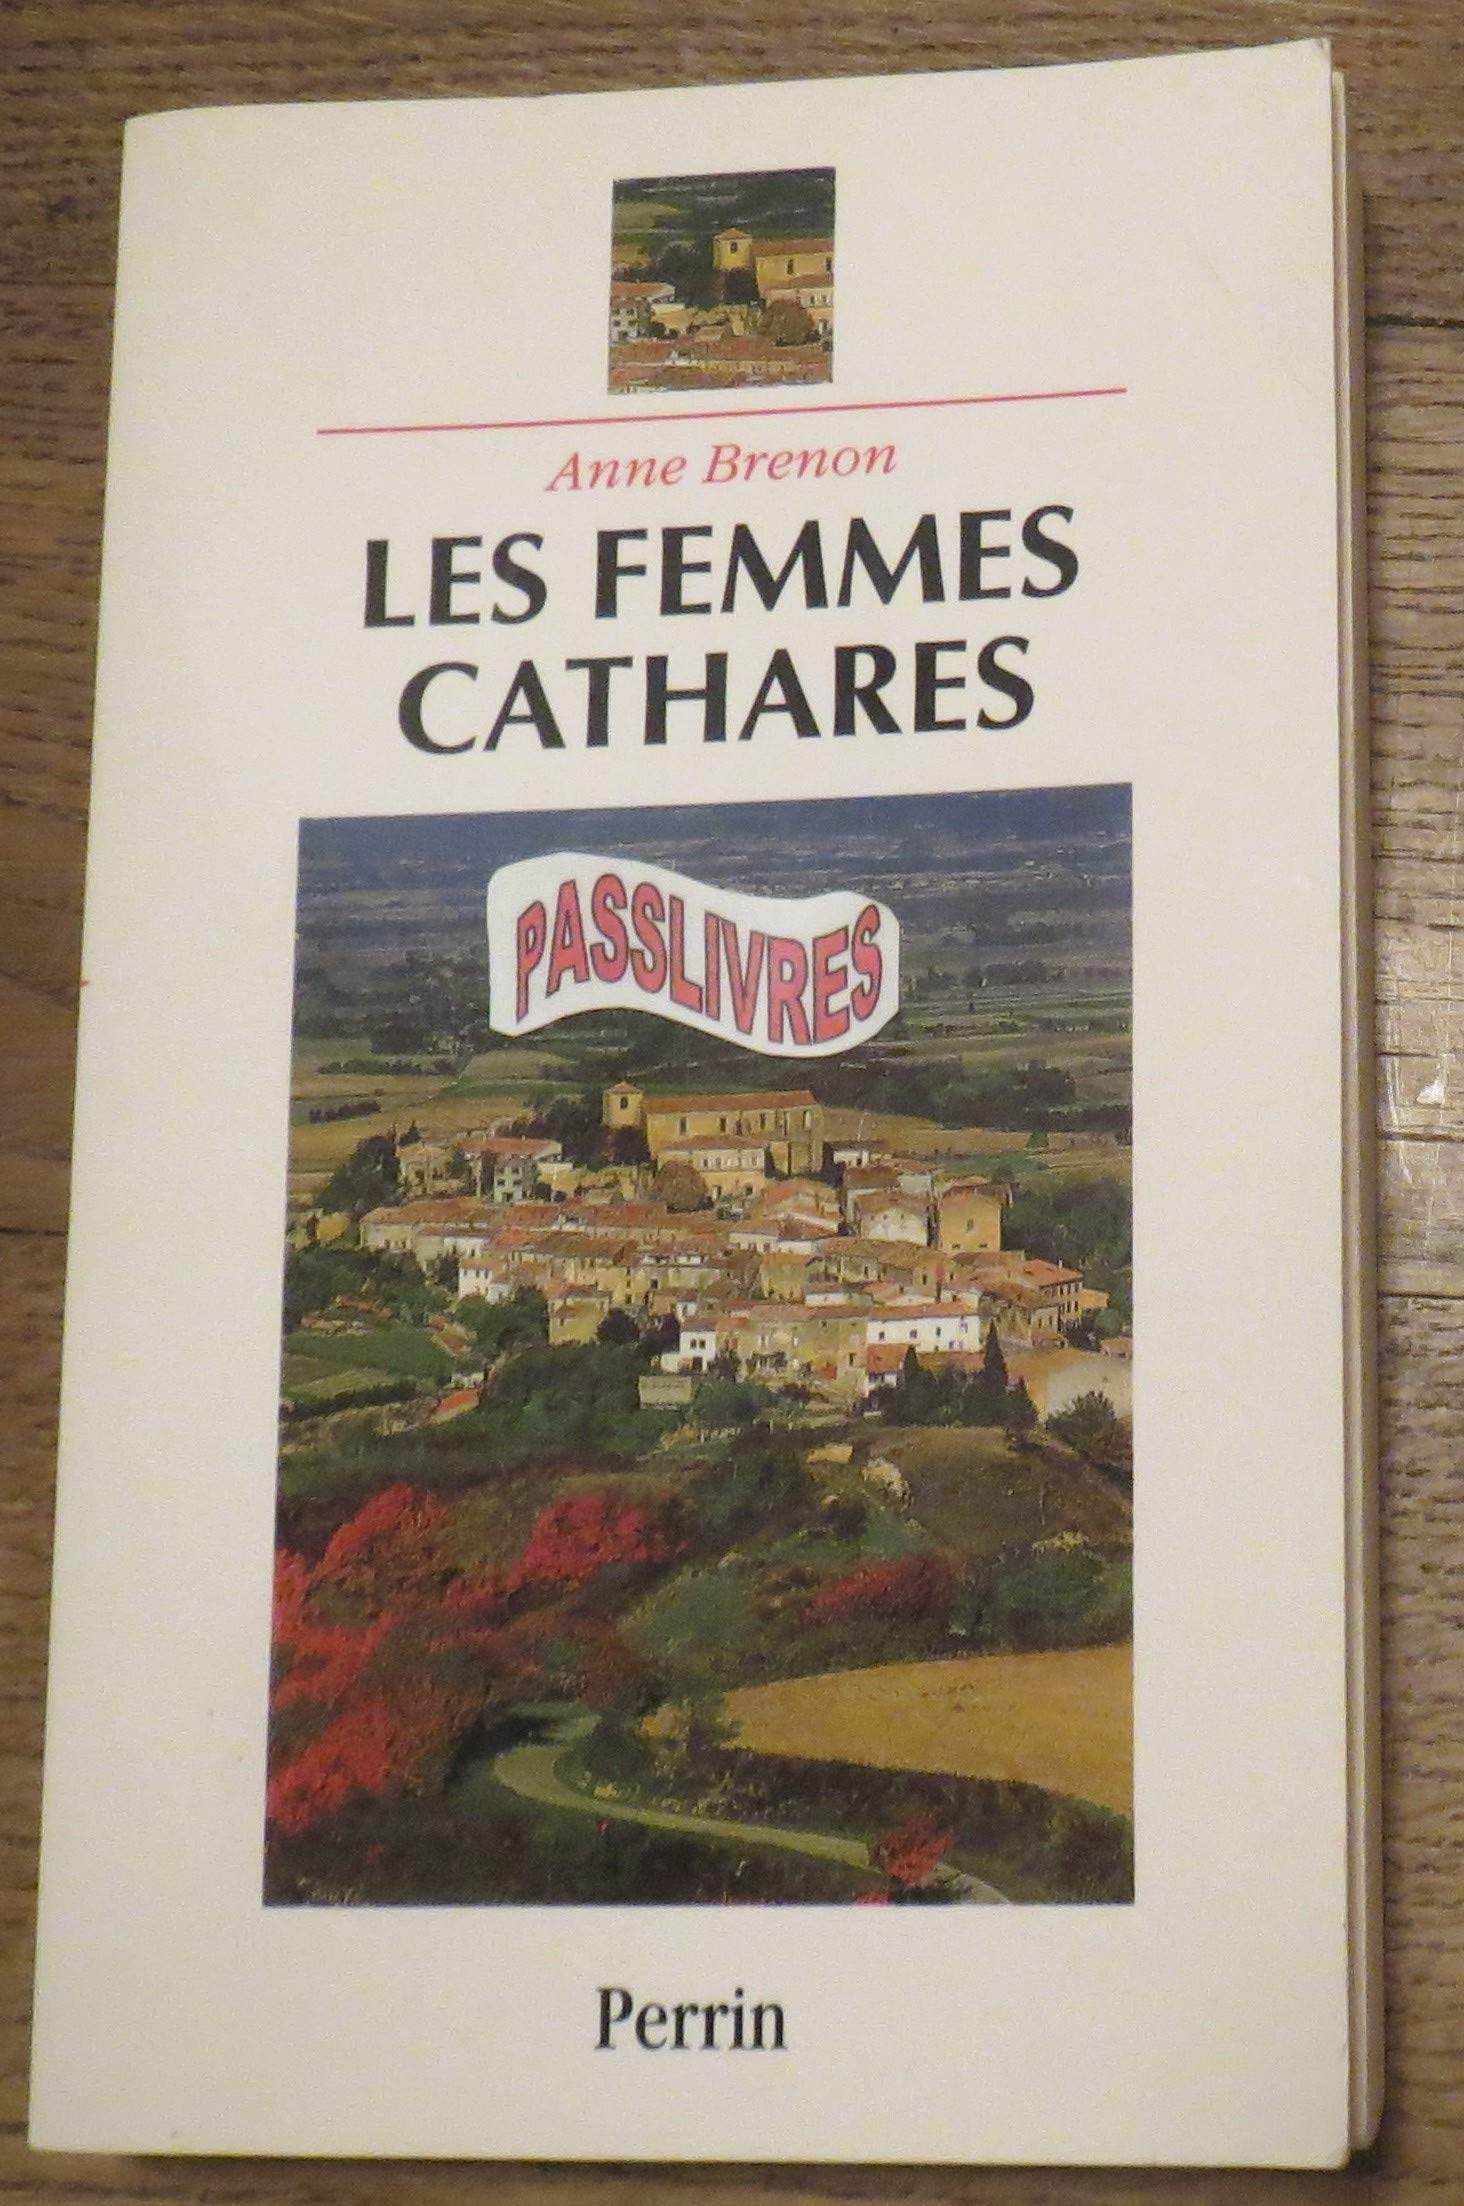 Anne Brenon
LES FEMMES
CATHARES
PASSLIVRES
Perrin